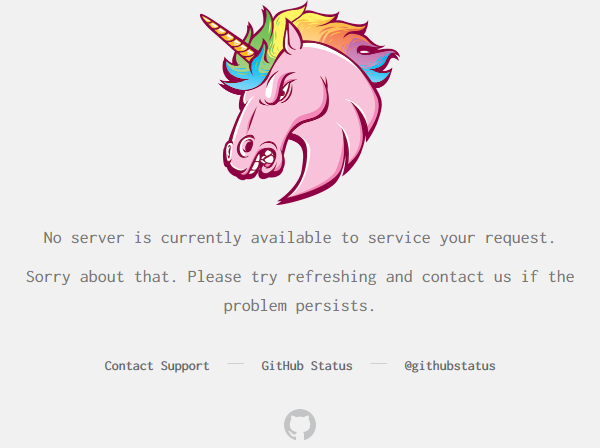 No server is currently available to service your request.
Sorry about that. Please try refreshing and contact us if the
problem persists.
Contact Support — GitHub Status — @githubstatus